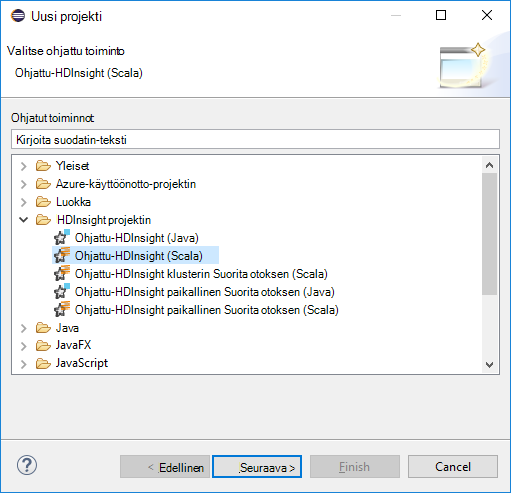 Uusi projekti
Valitse ohjattu toiminto
Ohjattu-HDInsight (Scala)
Ohjatut toiminnot:
Kirjoita suodatin-teksti
Yleiset
Azure-käyttöönotto-projektin
Luokka
HDInsight projektin
Ohjattu-HDInsight (Java)
Ohjattu-HDInsight (Scala)
Ohjattu-HDInsight klusterin Suorita otoksen (Scala)
Ohjattu-HDInsight paikallinen Suorita otoksen (Java)
Ohjattu-HDInsight paikallinen Suorita otoksen (Scala)
Java
JavaFX
JavaScript
? < Edellinen Seuraava > Finish Cancel